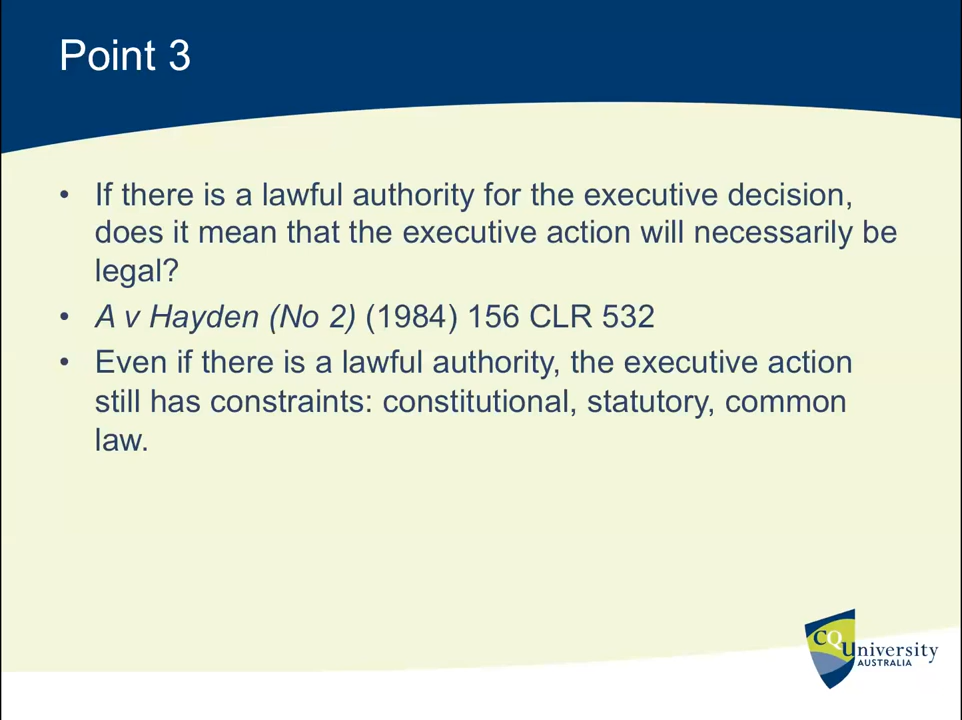 Point 3
• If there is a lawful authority for the executive decision,
does it mean that the executive action will necessarily be
legal?
• A v Hayden (No 2) (1984) 156 CLR 532
• Even if there is a lawful authority, the executive action
still has constraints: constitutional, statutory, common
law.
CQUniversity
AUSTRALIA